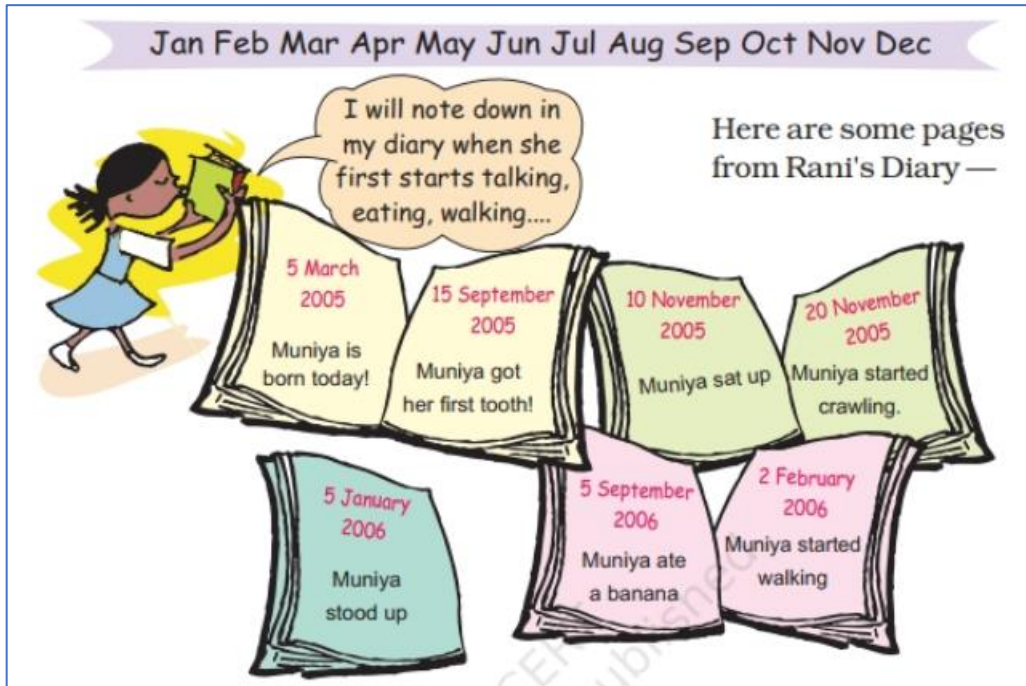 Jan Feb Mar Apr May Jun Jul Aug Sep Oct Nov Dec
I will note down in
my diary when she
first starts talking,
eating, walking....
Here are some pages
from Rani's Diary —
5 March
2005
Muniya is
born today!
15 September
2005
Muniya got
her first tooth!
10 November
2005
Muniya sat up
20 November
2005
Muniya started
crawling.
5 January
2006
Muniya
stood up
5 September
2006
Muniya ate
a banana
2 February
2006
Muniya started
walking